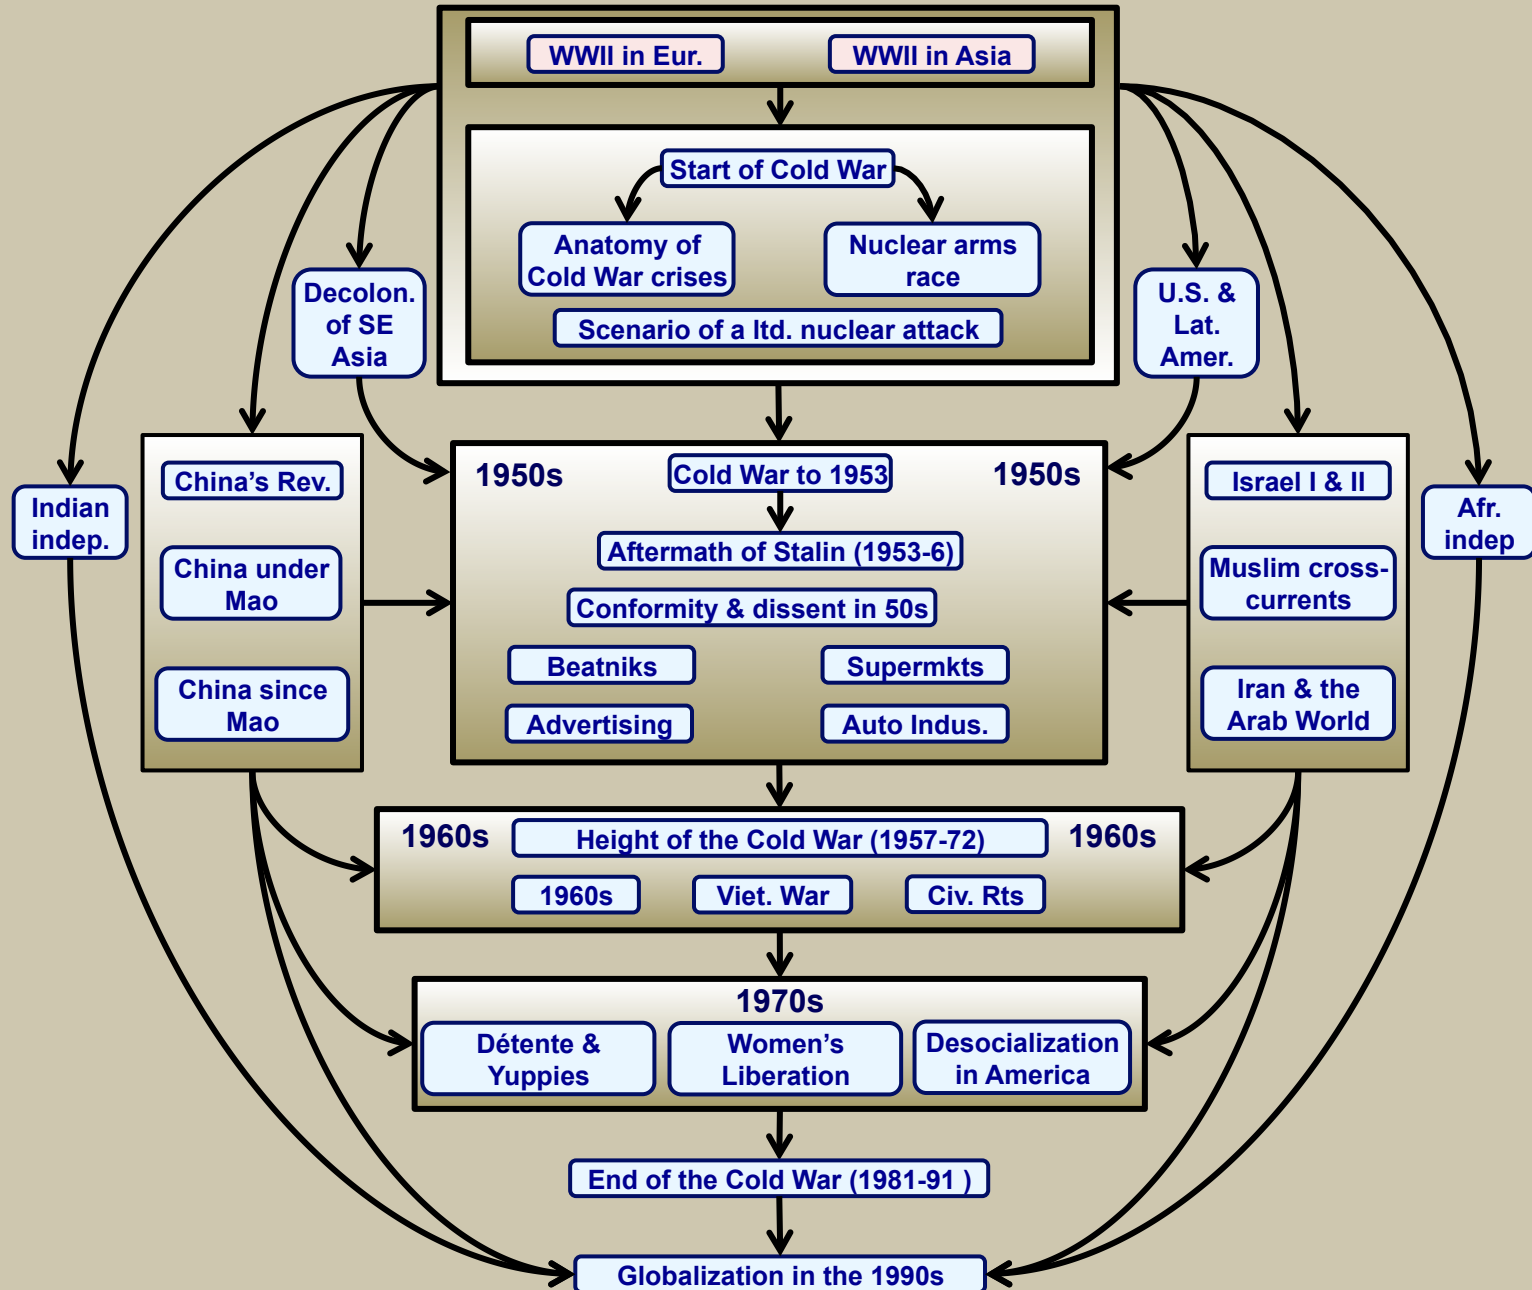 WWII in Eur.
WWII in Asia
Start of Cold War
Anatomy of
Cold War crises
Nuclear arms
race
Scenario of a ltd. nuclear attack
Decolon.
of SE
Asia
U.S. &
Lat.
Amer.
Indian
indep.
China's Rev.
China under
Mao
China since
Mao
1950s
Cold War to 1953
1950s
Aftermath of Stalin (1953-6)
Conformity & dissent in 50s
Beatniks
Supermkts
Advertising
Auto Indus.
Israel I & II
Muslim cross-
currents
Iran & the
Arab World
Afr.
indep
1960s
Height of the Cold War (1957-72)
1960s
1960s
Viet. War
Civ. Rts
1970s
Détente &
Yuppies
Women's
Liberation
Desocialization
in America
End of the Cold War (1981-91 )
Globalization in the 1990s